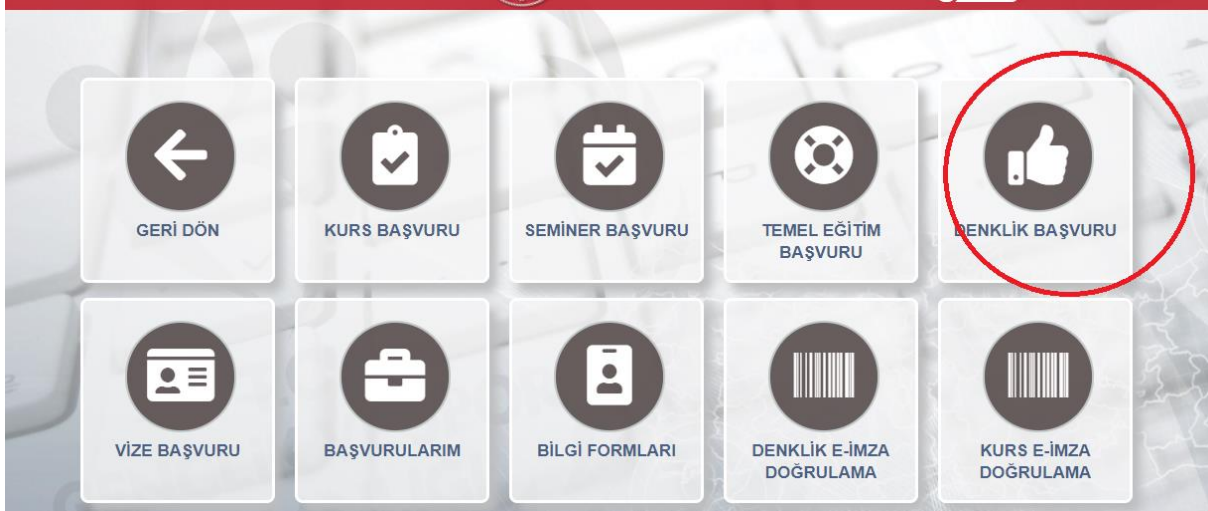 GERİ DÖN
KURS BAŞVURU
SEMİNER BAŞVURU
TEMEL EĞİTİM
BAŞVURU
DENKLİK BAŞVURU
VİZE BAŞVURU
BAŞVURULARIM
BİLGİ FORMLARI
DENKLİK E-İMZA
DOĞRULAMA
KURS E-İMZA
DOĞRULAMA